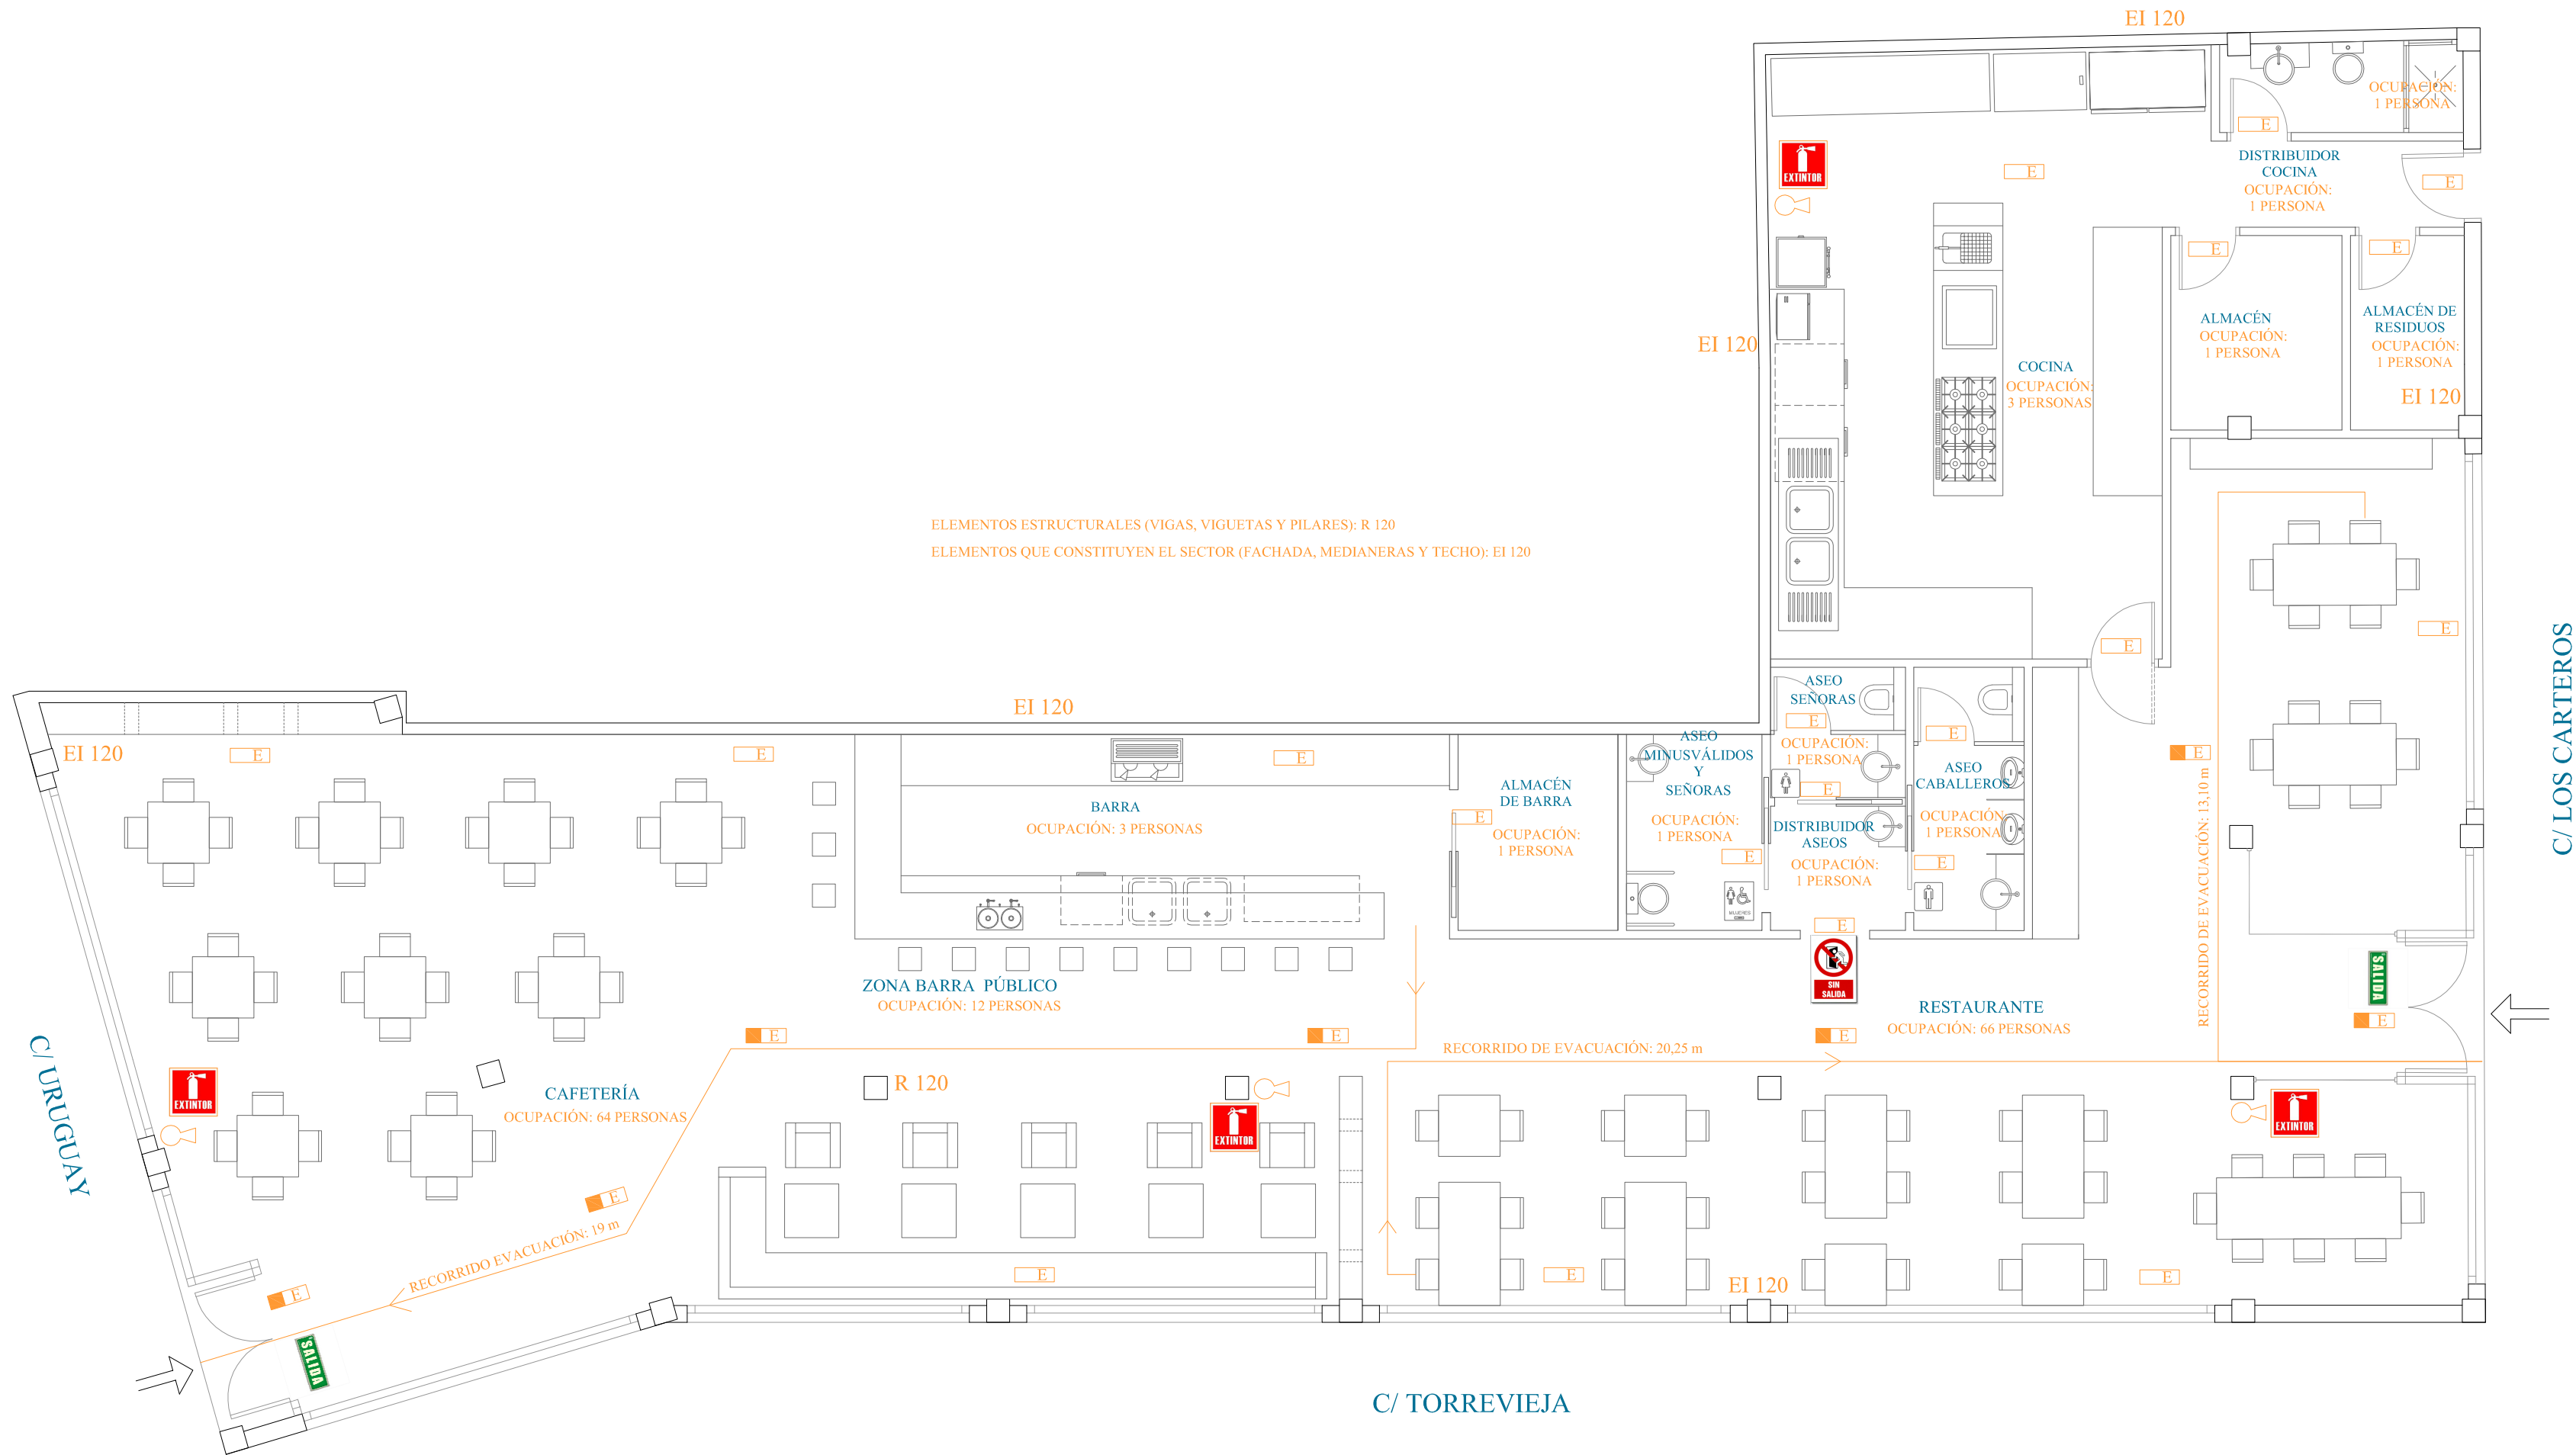 EI 120
OCUPACIÓN:
1 PERSONA
E
DISTRIBUIDOR
COCINA
OCUPACIÓN:
1 PERSONA
E
E
EXTINTOR
E
E
ALMACÉN
OCUPACIÓN:
1 PERSONA
ALMACÉN DE
RESIDUOS
OCUPACIÓN:
1 PERSONA
EI 120
EI 120
COCINA
OCUPACIÓN:
3 PERSONAS
ELEMENTOS ESTRUCTURALES (VIGAS, VIGUETAS Y PILARES): R 120
ELEMENTOS QUE CONSTITUYEN EL SECTOR (FACHADA, MEDIANERAS Y TECHO): EI 120
E
E
C/ LOS CARTEROS
EI 120
EI 120
E
E
E
BARRA
OCUPACIÓN: 3 PERSONAS
ALMACÉN
DE BARRA
OCUPACIÓN:
1 PERSONA
E
ASEO
MINUSVÁLIDOS
Y
SEÑORAS
OCUPACIÓN:
1 PERSONA
E
ASEO
SEÑORAS
E
OCUPACIÓN:
1 PERSONA
E
DISTRIBUIDOR
ASEOS
OCUPACIÓN:
1 PERSONA
E
E
ASEO
CABALLEROS
OCUPACIÓN:
1 PERSONA
E
E
RECORRIDO DE EVACUACIÓN: 13,10 m
SIN
SALIDA
SALIDA
E
ZONA BARRA PÚBLICO
OCUPACIÓN: 12 PERSONAS
RESTAURANTE
OCUPACIÓN: 66 PERSONAS
E
E
E
RECORRIDO DE EVACUACIÓN: 20,25 m
C/ URUGUAY
EXTINTOR
CAFETERÍA
OCUPACIÓN: 64 PERSONAS
R 120
EXTINTOR
EXTINTOR
E
RECORRIDO EVACUACIÓN: 19 m
E
E
E
E
EI 120
SALIDA
C/ TORREVIEJA